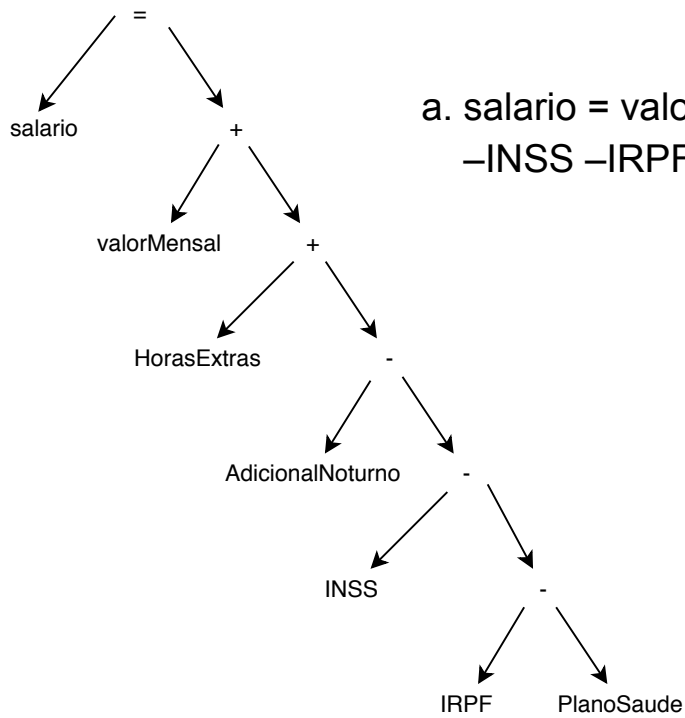 =
a. salario = valo
salario
+
–INSS –IRPF
valorMensal
+
HorasExtras
-
AdicionalNoturno
-
INSS
-
IRPF
PlanoSaude